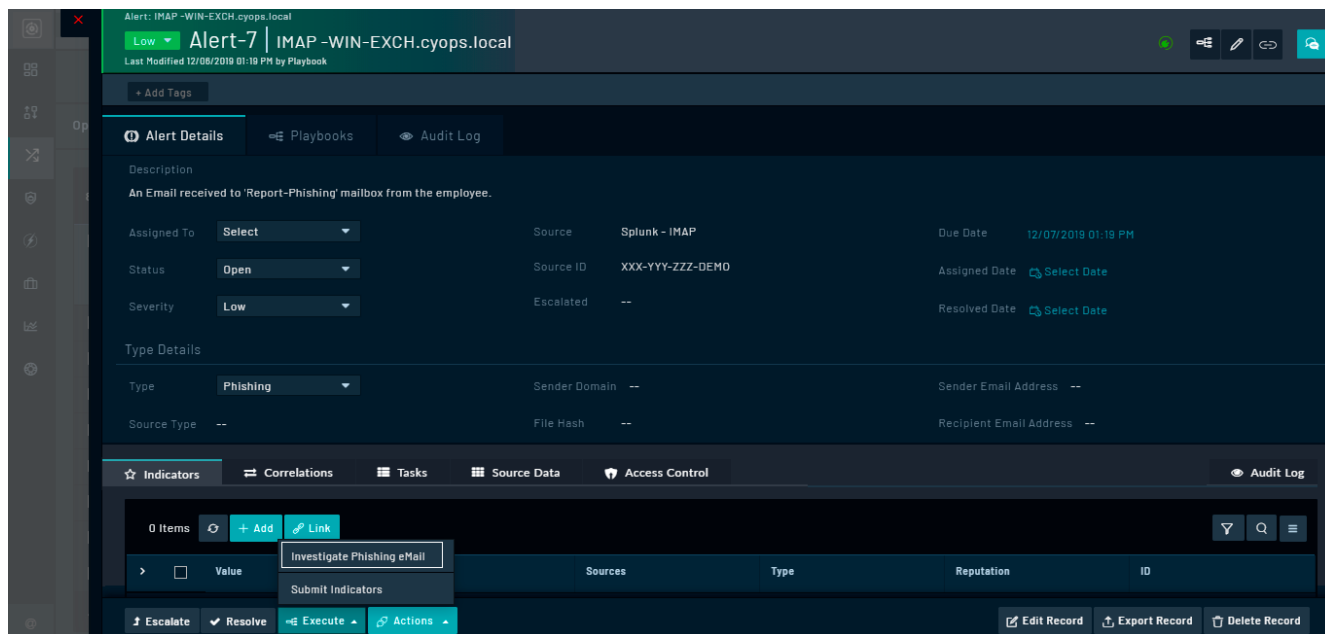 Alert: IMAP -WIN-EXCH.cyops.local
Low Alert-7 | IMAP -WIN-EXCH.cyops.local
Last Modified 12/06/2019 01:19 PM by Playbook
+ Add Tags
Op
Alert Details Playbooks Audit Log
Description
An Email received to 'Report-Phishing' mailbox from the employee.
Assigned To Select Source Splunk - IMAP Due Date 12/07/2019 01:19 PM
Status Open Source ID XXX-YYY-ZZZ-DEMO Assigned Date Select Date
Severity Low Escalated -- Resolved Date Select Date
Type Details
Type Phishing Sender Domain -- Sender Email Address --
Source Type -- File Hash -- Recipient Email Address --
Indicators Correlations Tasks Source Data Access Control Audit Log
0 Items + Add Link
Investigate Phishing eMail
Value Sources Type Reputation ID
Submit Indicators
Escalate Resolve Execute Actions Edit Record Export Record Delete Record